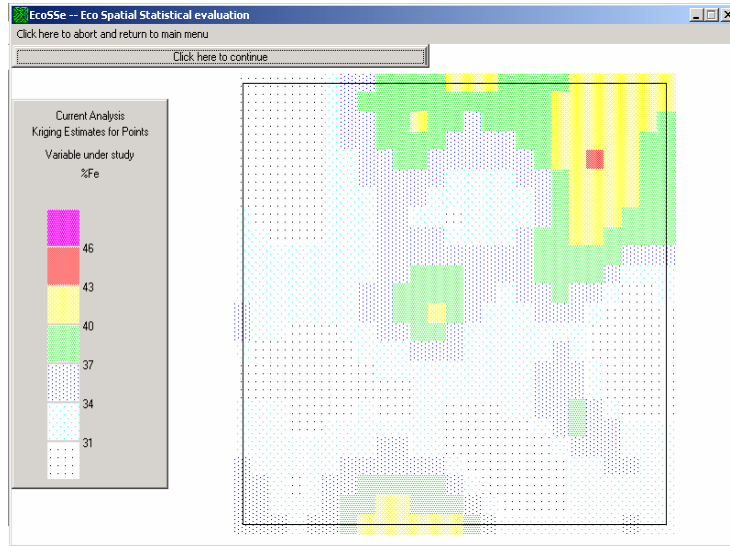 EcoSSe -- Eco Spatial Statistical evaluation
Click here to abort and return to main menu
Click here to continue
Current Analysis
Kriging Estimates for Points
Variable under study
%Fe
46
43
40
37
34
31